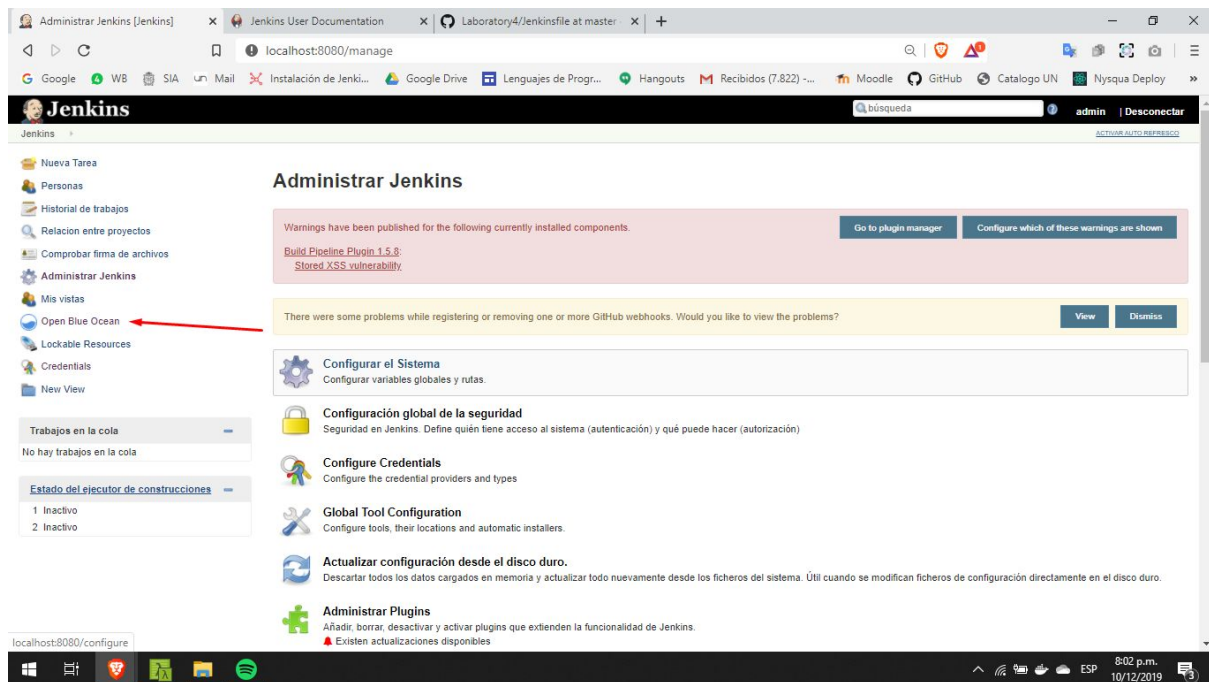 Administrar Jenkins [Jenkins]
Jenkins User Documentation
Laboratory4/Jenkinsfile at master
localhost:8080/manage
Google
WB
SIA
Mail
Instalación de Jenki...
Google Drive
Lenguajes de Progr...
Hangouts
Recibidos (7.822) -...
Moodle
GitHub
Catalogo UN
Nysqua Deploy
»
Jenkins
búsqueda
admin | Desconectar
Jenkins
ACTIVAR AUTO REFRESCO
Nueva Tarea
Personas
Historial de trabajos
Relacion entre proyectos
Comprobar firma de archivos
Administrar Jenkins
Mis vistas
Open Blue Ocean
Lockable Resources
Credentials
New View
Trabajos en la cola
No hay trabajos en la cola
Estado del ejecutor de construcciones
1 Inactivo
2 Inactivo
Administrar Jenkins
Warnings have been published for the following currently installed components.
Go to plugin manager
Configure which of these warnings are shown
Build Pipeline Plugin 1.5.8:
Stored XSS vulnerability
There were some problems while registering or removing one or more GitHub webhooks. Would you like to view the problems?
View
Dismiss
Configurar el Sistema
Configurar variables globales y rutas.
Configuración global de la seguridad
Seguridad en Jenkins. Define quién tiene acceso al sistema (autenticación) y qué puede hacer (autorización)
Configure Credentials
Configure the credential providers and types
Global Tool Configuration
Configure tools, their locations and automatic installers.
Actualizar configuración desde el disco duro.
Descartar todos los datos cargados en memoria y actualizar todo nuevamente desde los ficheros del sistema. Útil cuando se modifican ficheros de configuración directamente en el disco duro.
Administrar Plugins
Añadir, borrar, desactivar y activar plugins que extienden la funcionalidad de Jenkins.
Existen actualizaciones disponibles
localhost:8080/configure
ESP
8:02 p.m.
10/12/2019
3